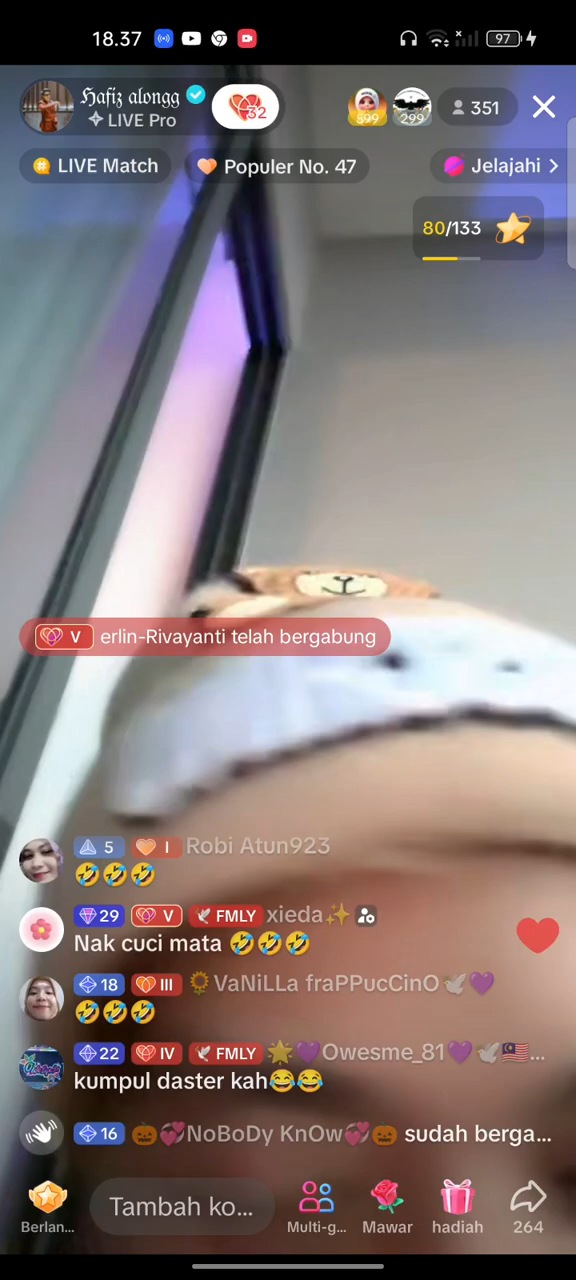 18.37
97
Hafiz alongg
LIVE Pro
32
599
299
351
LIVE Match
Populer No. 47
Jelajahi >
80/133
V erlin-Rivayanti telah bergabung
5 I Robi Atun923
🤣🤣🤣
29 V FMLY xieda✨
Nak cuci mata 🤣🤣🤣
18 III 🌻VaNiLLa fraPPucCinO🕊💜
🤣🤣🤣
22 IV FMLY 🌟💜Owesme_81💜🕊🇲🇾...
kumpul daster kah😂😂
16 🎃💞NoBoDy KnOw💞🎃 sudah berga...
Berlan...
Tambah ko...
Multi-g...
Mawar
hadiah
264